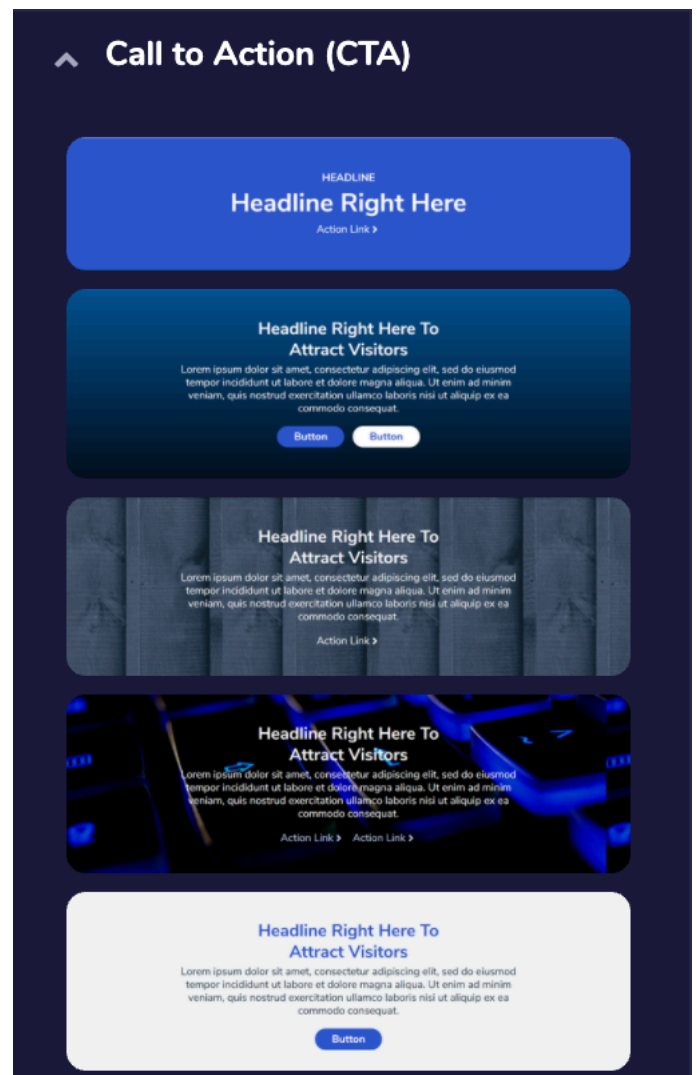 Call to Action (CTA)
HEADLINE
Headline Right Here
Action Link >
Headline Right Here To
Attract Visitors
Lorem ipsum dolor sit amet, consectetur adipiscing elit, sed do eiusmod
tempor incididunt ut labore et dolore magna aliqua. Ut enim ad minim
veniam, quis nostrud exercitation ullamco laboris nisi ut aliquip ex ea
commodo consequat.
Button Button
Headline Right Here To
Attract Visitors
Lorem ipsum dolor sit amet, consectetur adipiscing elit, sed do eiusmod
tempor incididunt ut labore et dolore magna aliqua. Ut enim ad minim
veniam, quis nostrud exercitation ullamco laboris nisi ut aliquip ex ea
commodo consequat.
Action Link >
Headline Right Here To
Attract Visitors
Lorem ipsum dolor sit amet, consectetur adipiscing elit, sed do eiusmod
tempor incididunt ut labore et dolore magna aliqua. Ut enim ad minim
veniam, quis nostrud exercitation ullamco laboris nisi ut aliquip ex ea
commodo consequat.
Action Link > Action Link >
Headline Right Here To
Attract Visitors
Lorem ipsum dolor sit amet, consectetur adipiscing elit, sed do eiusmod
tempor incididunt ut labore et dolore magna aliqua. Ut enim ad minim
veniam, quis nostrud exercitation ullamco laboris nisi ut aliquip ex ea
commodo consequat.
Button